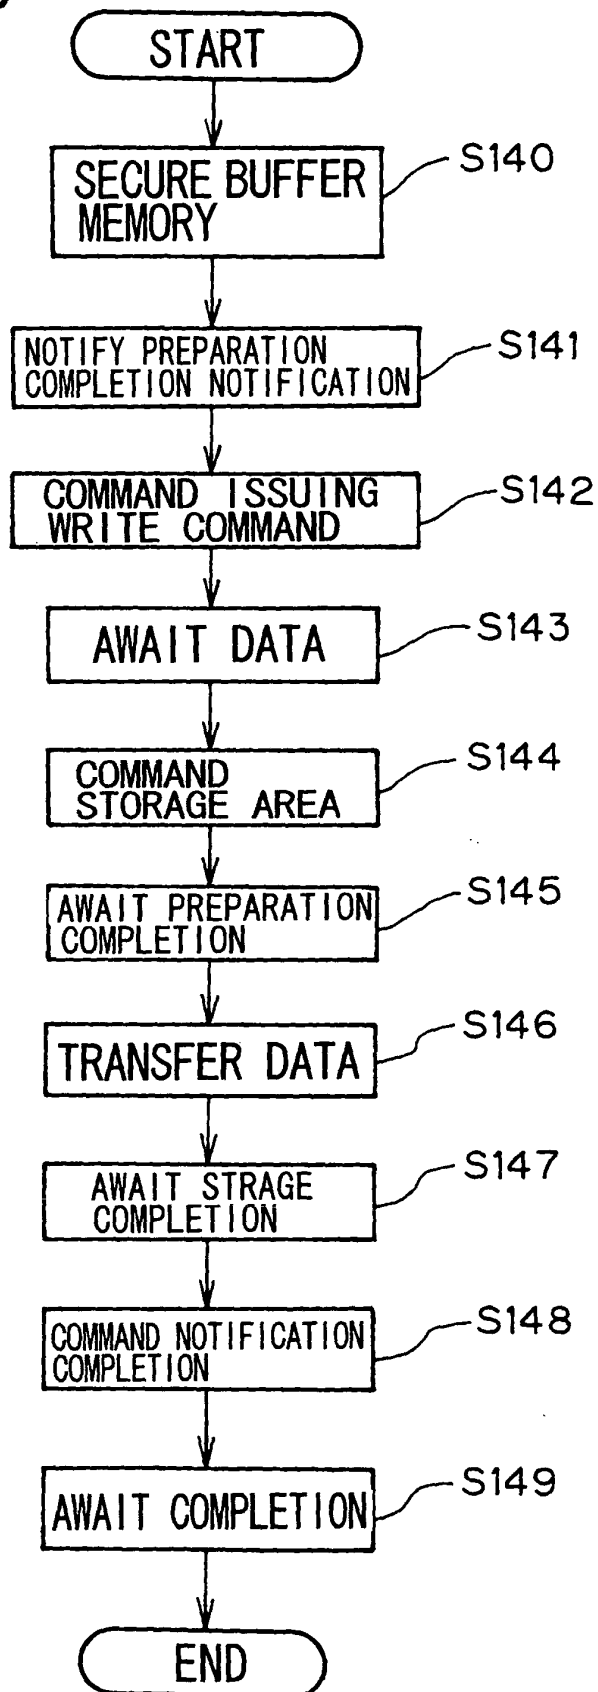 START
SECURE BUFFER
MEMORY
S140
NOTIFY PREPARATION
COMPLETION NOTIFICATION
S141
COMMAND ISSUING
WRITE COMMAND
S142
AWAIT DATA
S143
COMMAND
STORAGE AREA
S144
AWAIT PREPARATION
COMPLETION
S145
TRANSFER DATA
S146
AWAIT STRAGE
COMPLETION
S147
COMMAND NOTIFICATION
COMPLETION
S148
AWAIT COMPLETION
S149
END